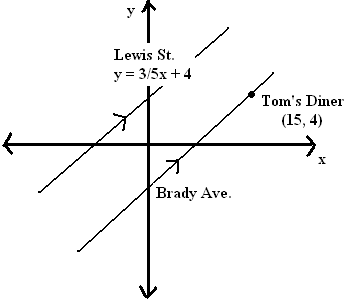 y
Lewis St.
y = 3/5x + 4
Tom's Diner
(15, 4)
x
Brady Ave.